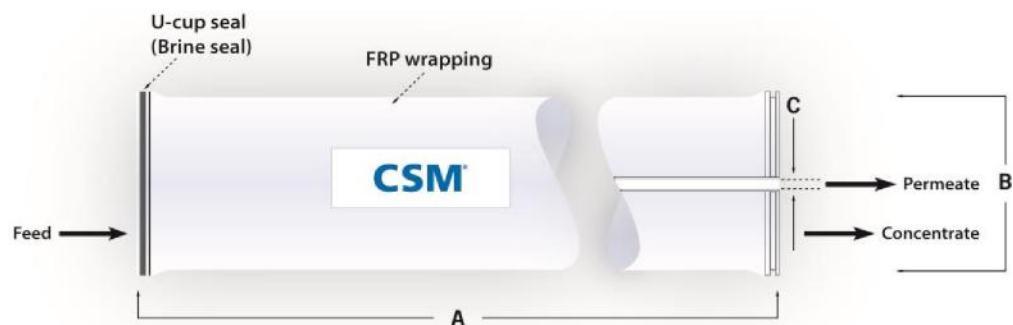 U-cup seal
(Brine seal)
FRP wrapping
C
CSM®
Permeate
B
Feed
Concentrate
A